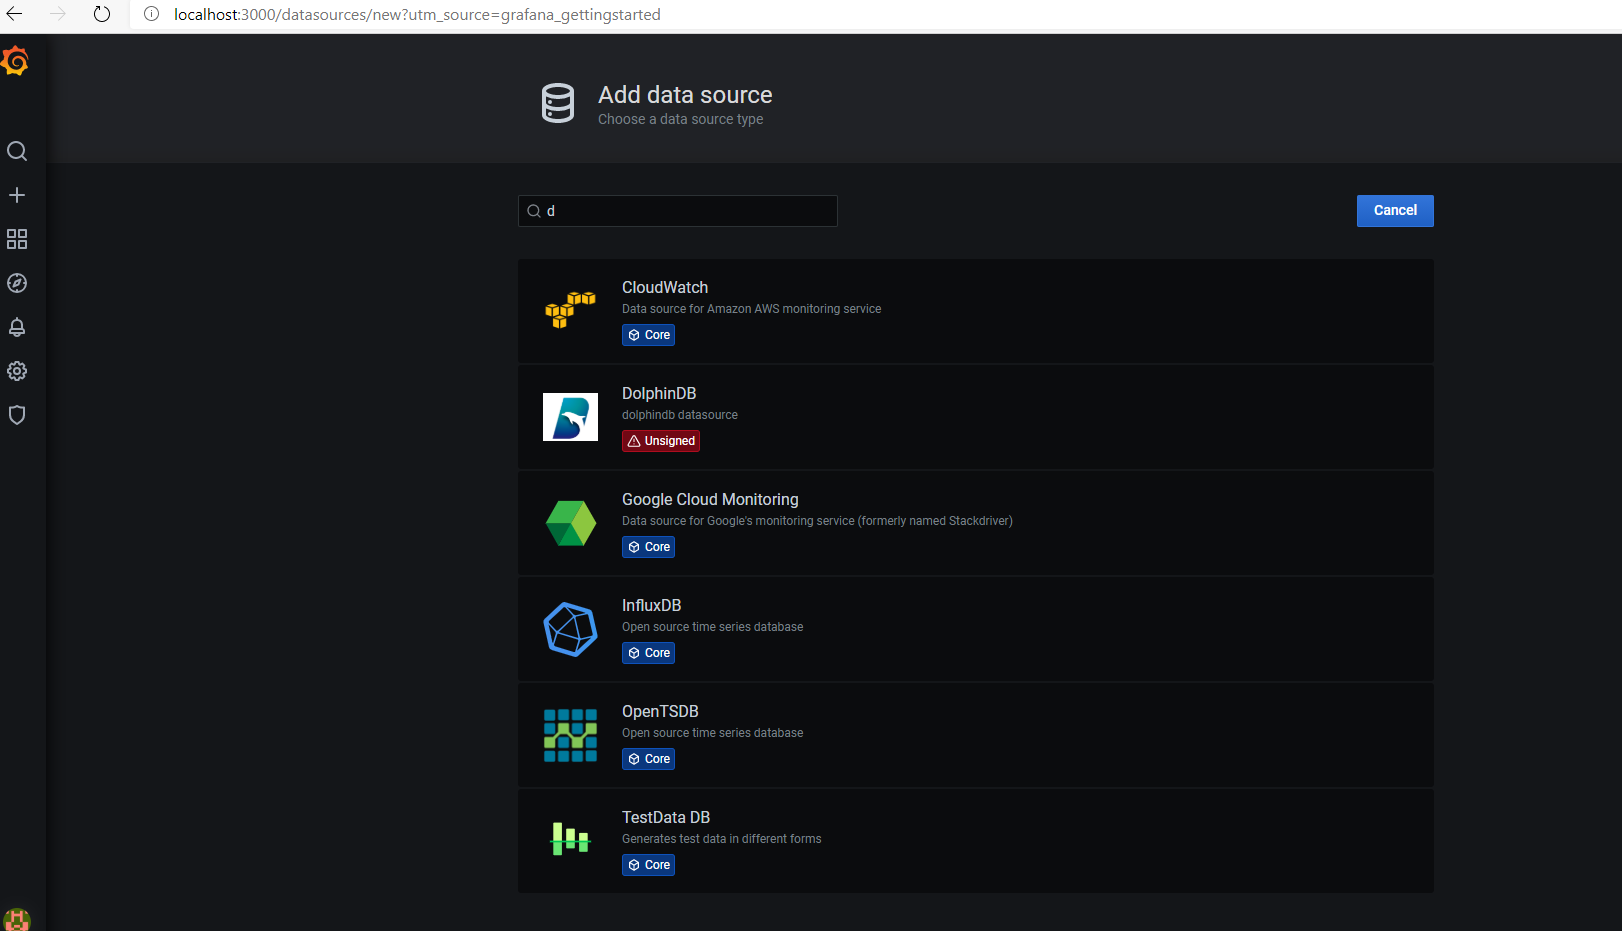 localhost:3000/datasources/new?utm_source=grafana_gettingstarted
Add data source
Choose a data source type
d
Cancel
CloudWatch
Data source for Amazon AWS monitoring service
Core
DolphinDB
dolphindb datasource
Unsigned
Google Cloud Monitoring
Data source for Google's monitoring service (formerly named Stackdriver)
Core
InfluxDB
Open source time series database
Core
OpenTSDB
Open source time series database
Core
TestData DB
Generates test data in different forms
Core